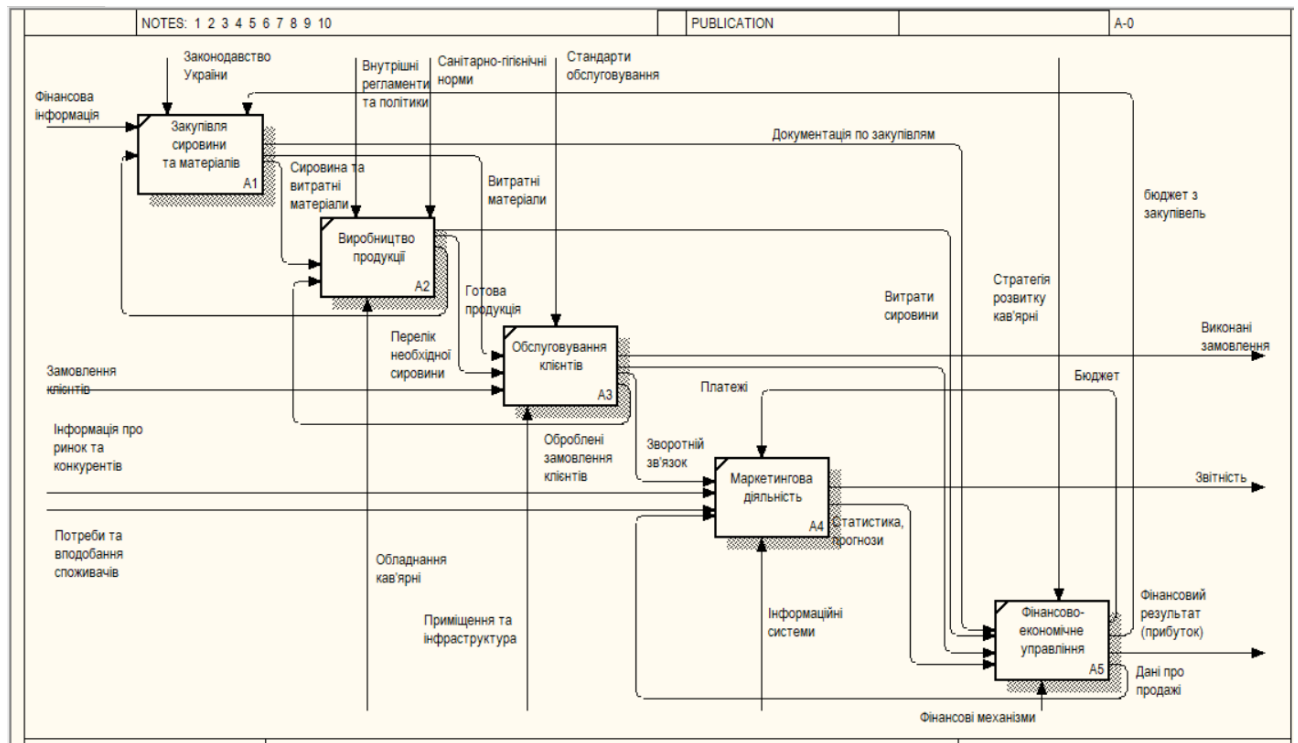 NOTES: 1 2 3 4 5 6 7 8 9 10
PUBLICATION
A-0
Законодавство
України
Внутрішні
регламенти
та політики
Санітарно-гігієнічні
норми
Стандарти
обслуговування
Фінансова
інформація
Закупівля
сировини
та матеріалів
A1
Документація по закупівлям
Сировина та
витратні
матеріали
Витратні
матеріали
бюджет з
закупівель
Виробництво
продукції
A2
Готова
продукція
Витрати
сировини
Стратегія
розвитку
кав'ярні
Перелік
необхідної
сировини
Обслуговування
клієнтів
A3
Виконані
замовлення
Замовлення
клієнтів
Платежі
Бюджет
Інформація про
ринок та
конкурентів
Оброблені
замовлення
клієнтів
Зворотній
зв'язок
Маркетингова
діяльність
A4
Звітність
Статистика,
прогнози
Потреби та
вподобання
споживачів
Обладнання
кав'ярні
Приміщення та
інфраструктура
Інформаційні
системи
Фінансово-
економічне
управління
A5
Фінансовий
результат
(прибуток)
Дані про
продажі
Фінансові механізми